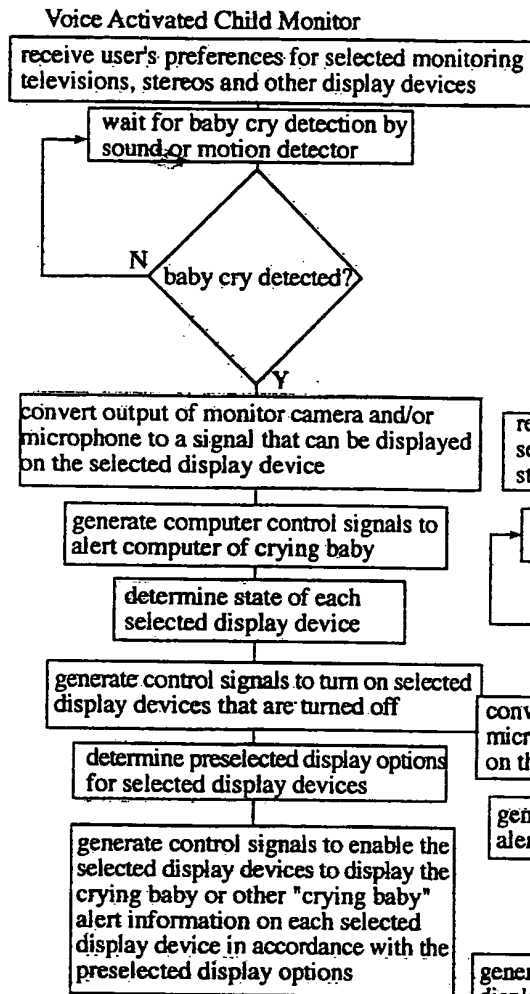 Voice Activated Child Monitor
receive user's preferences for selected monitoring
televisions, stereos and other display devices
wait for baby cry detection by
sound or motion detector
N
baby cry detected?
Y
convert output of monitor camera and/or
microphone to a signal that can be displayed
on the selected display device
generate computer control signals to
alert computer of crying baby
determine state of each
selected display device
generate control signals to turn on selected
display devices that are turned off
determine preselected display options
for selected display devices
generate control signals to enable the
selected display devices to display the
crying baby or other "crying baby"
alert information on each selected
display device in accordance with the
preselected display options
on th